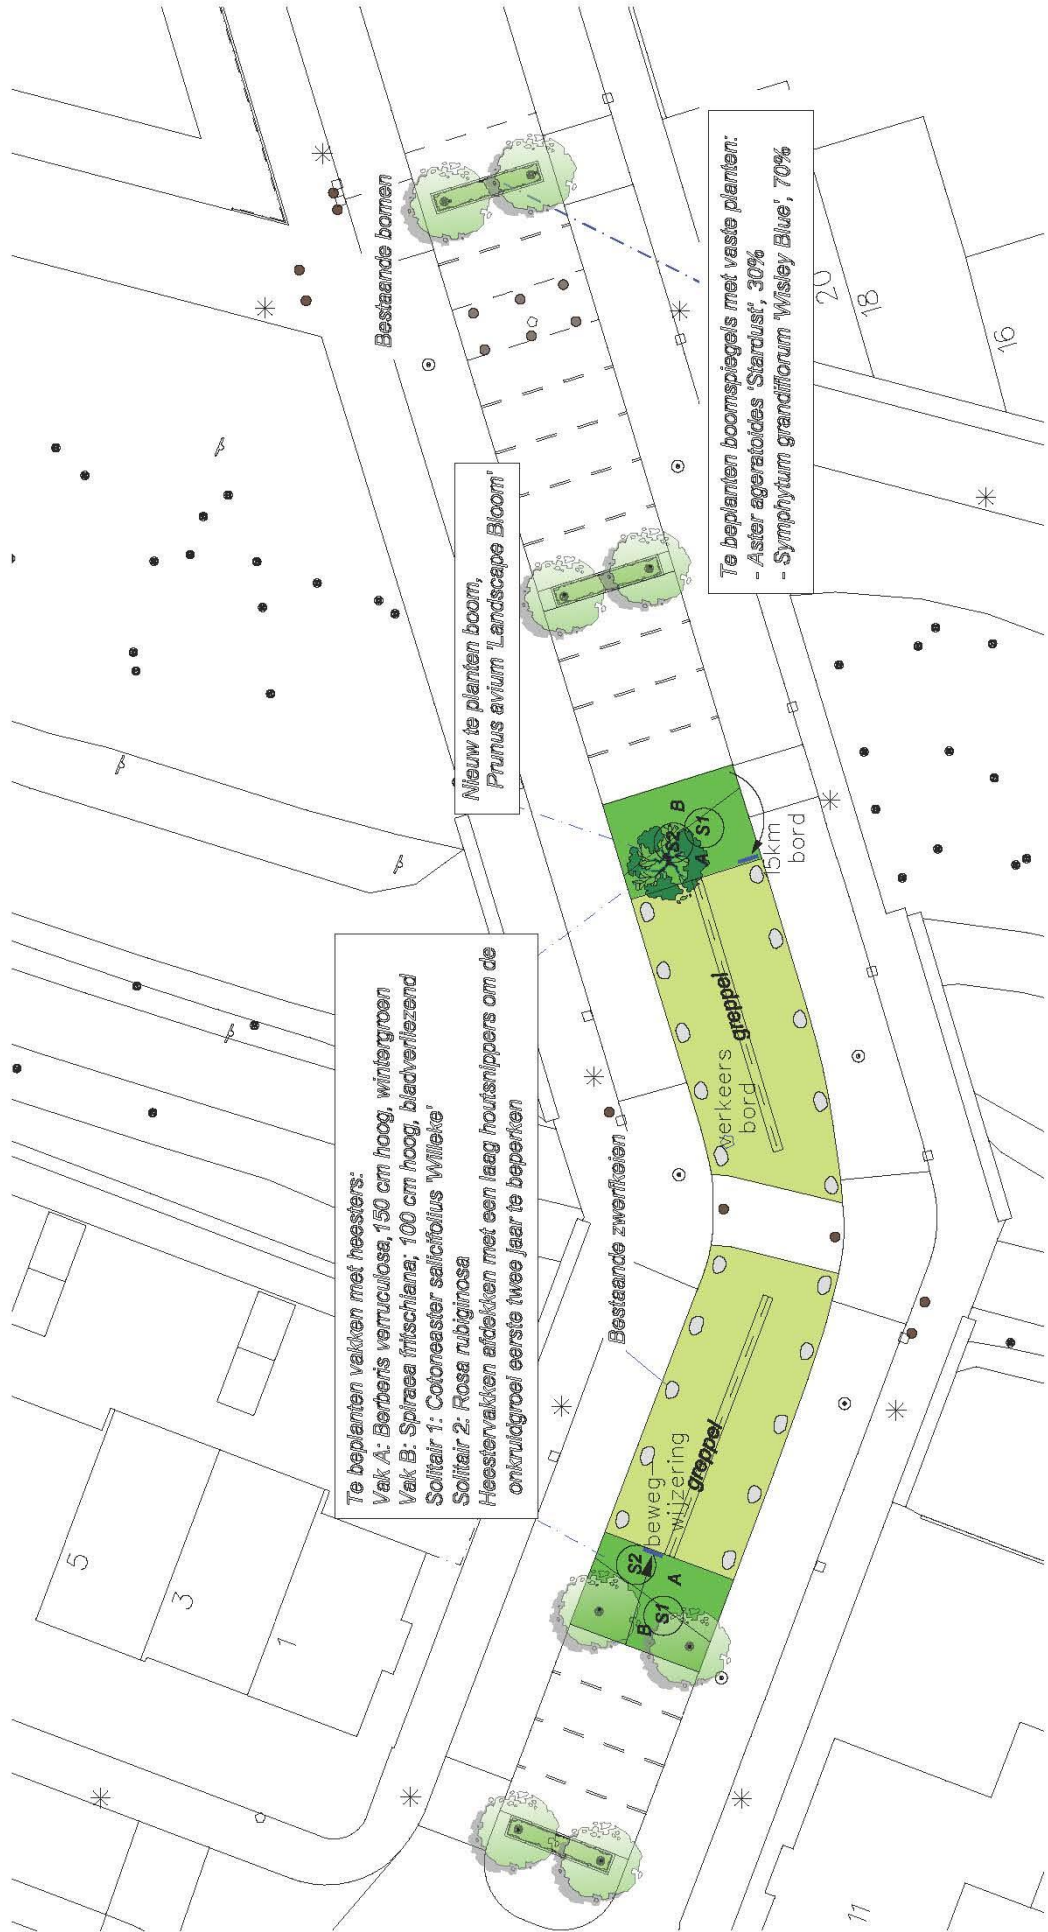 Bestaande bomen
Nieuw te planten boom,
Prunus avium 'Landscape Bloom'
Te beplanten boomspiegels met vaste planten:
- Aster ageratoides 'Stardust', 30%
- Symphytum grandiflorum 'Wisley Blue', 70%
20
18
16
Te beplanten vakken met heesters:
Vak A: Berberis verruculosa, 150 cm hoog, wintergroen
Vak B: Spiraea fritschiana; 100 cm hoog, bladverliezend
Solitair 1: Cotoneaster salicifolius 'Willeke'
Solitair 2: Rosa rubiginosa
Heestervakken afdekken met een laag houtsnippers om de
onkruidgroei eerste twee jaar te beperken
S2
B
S1
A
15km
bord
greppel
verkeers
bord
Bestaande zwerfkeien
5
3
1
greppel
beweg–
wijzering
S2
A
B
S1
11